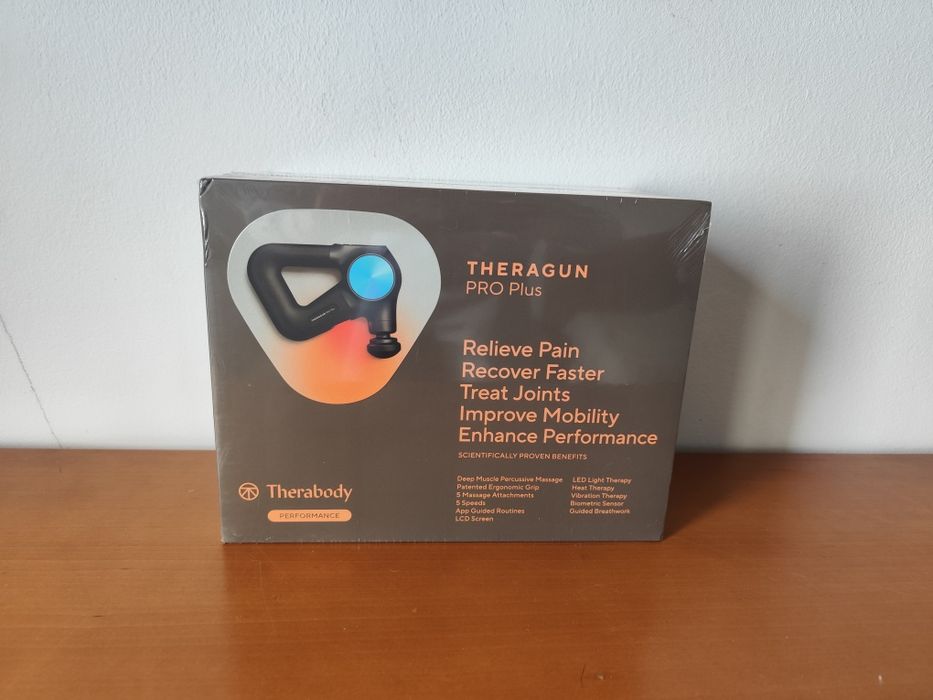 THERAGUN
PRO Plus
Relieve Pain
Recover Faster
Treat Joints
Improve Mobility
Enhance Performance
SCIENTIFICALLY PROVEN BENEFITS
Deep Muscle Percussive Massage
Patented Ergonomic Grip
5 Massage Attachments
5 Speeds
App Guided Routines
LCD Screen
LED Light Therapy
Heat Therapy
Vibration Therapy
Biometric Sensor
Guided Breathwork
Therabody
PERFORMANCE